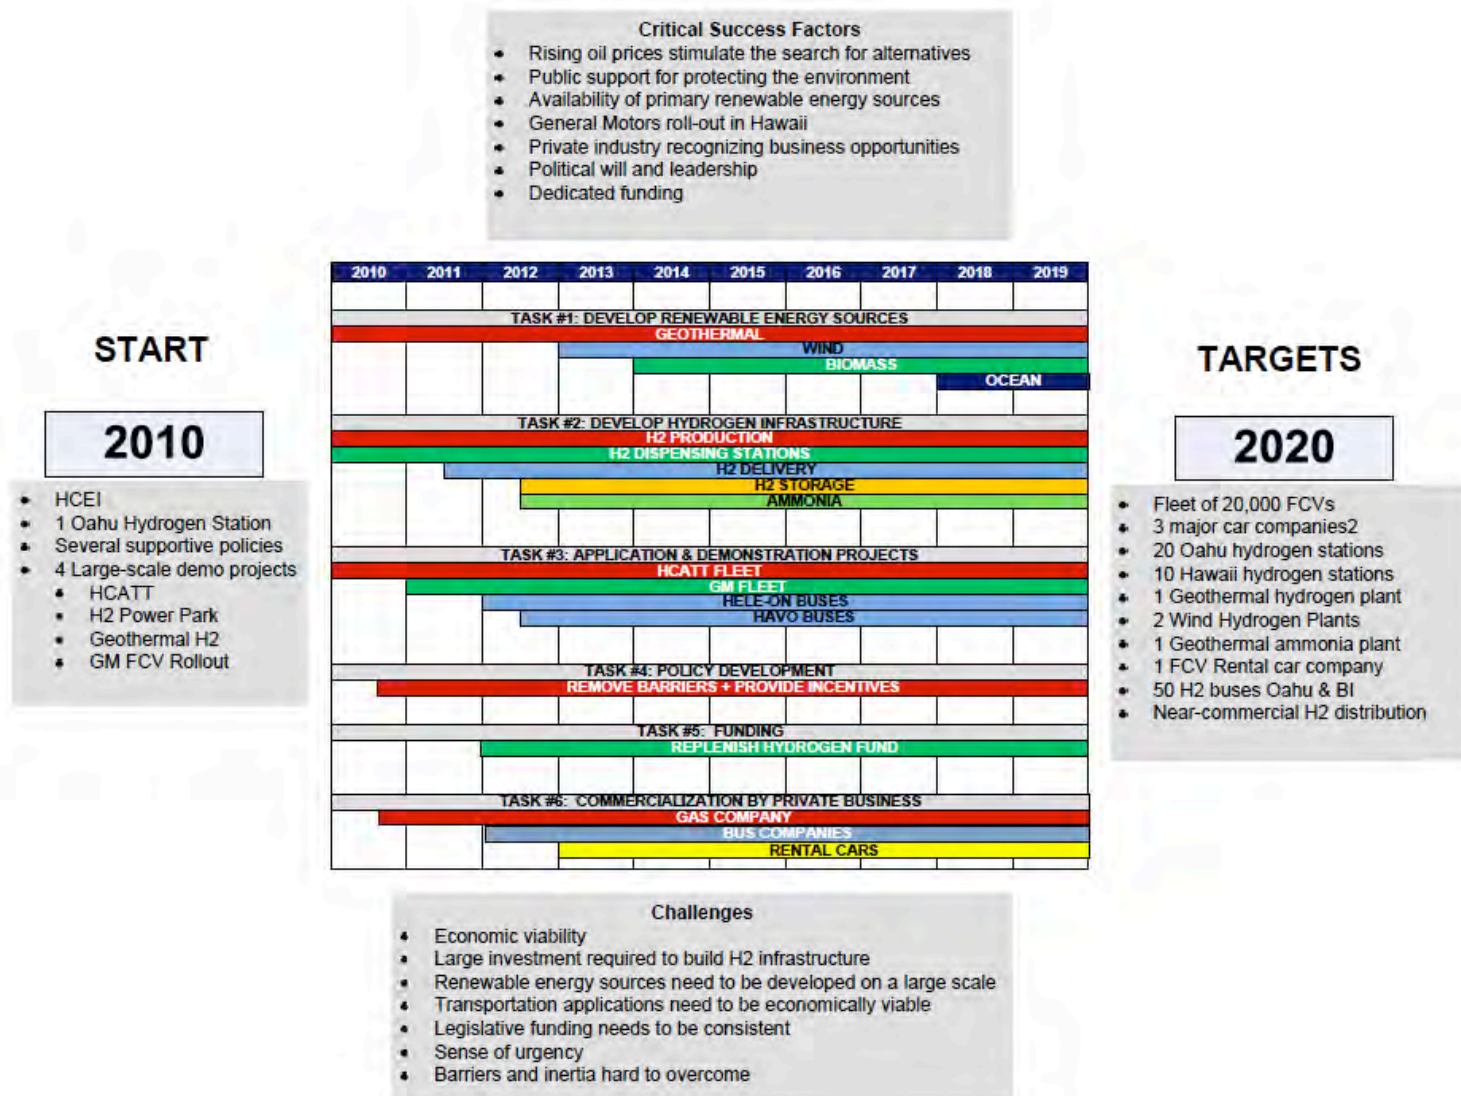 Critical Success Factors
• Rising oil prices stimulate the search for alternatives
• Public support for protecting the environment
• Availability of primary renewable energy sources
• General Motors roll-out in Hawaii
• Private industry recognizing business opportunities
• Political will and leadership
• Dedicated funding
START
2010
• HCEI
• 1 Oahu Hydrogen Station
• Several supportive policies
• 4 Large-scale demo projects
• HCATT
• H2 Power Park
• Geothermal H2
• GM FCV Rollout
2010 2011 2012 2013 2014 2015 2016 2017 2018 2019
TASK #1: DEVELOP RENEWABLE ENERGY SOURCES
GEOTHERMAL
WIND
BIOMASS
OCEAN
TASK #2: DEVELOP HYDROGEN INFRASTRUCTURE
H2 PRODUCTION
H2 DISPENSING STATIONS
H2 DELIVERY
H2 STORAGE
AMMONIA
TASK #3: APPLICATION & DEMONSTRATION PROJECTS
HCATT FLEET
GM FLEET
HELE-ON BUSES
HAVO BUSES
TASK #4: POLICY DEVELOPMENT
REMOVE BARRIERS + PROVIDE INCENTIVES
TASK #5: FUNDING
REPLENISH HYDROGEN FUND
TASK #6: COMMERCIALIZATION BY PRIVATE BUSINESS
GAS COMPANY
BUS COMPANIES
RENTAL CARS
TARGETS
2020
• Fleet of 20,000 FCVs
• 3 major car companies2
• 20 Oahu hydrogen stations
• 10 Hawaii hydrogen stations
• 1 Geothermal hydrogen plant
• 2 Wind Hydrogen Plants
• 1 Geothermal ammonia plant
• 1 FCV Rental car company
• 50 H2 buses Oahu & BI
• Near-commercial H2 distribution
Challenges
• Economic viability
• Large investment required to build H2 infrastructure
• Renewable energy sources need to be developed on a large scale
• Transportation applications need to be economically viable
• Legislative funding needs to be consistent
• Sense of urgency
• Barriers and inertia hard to overcome